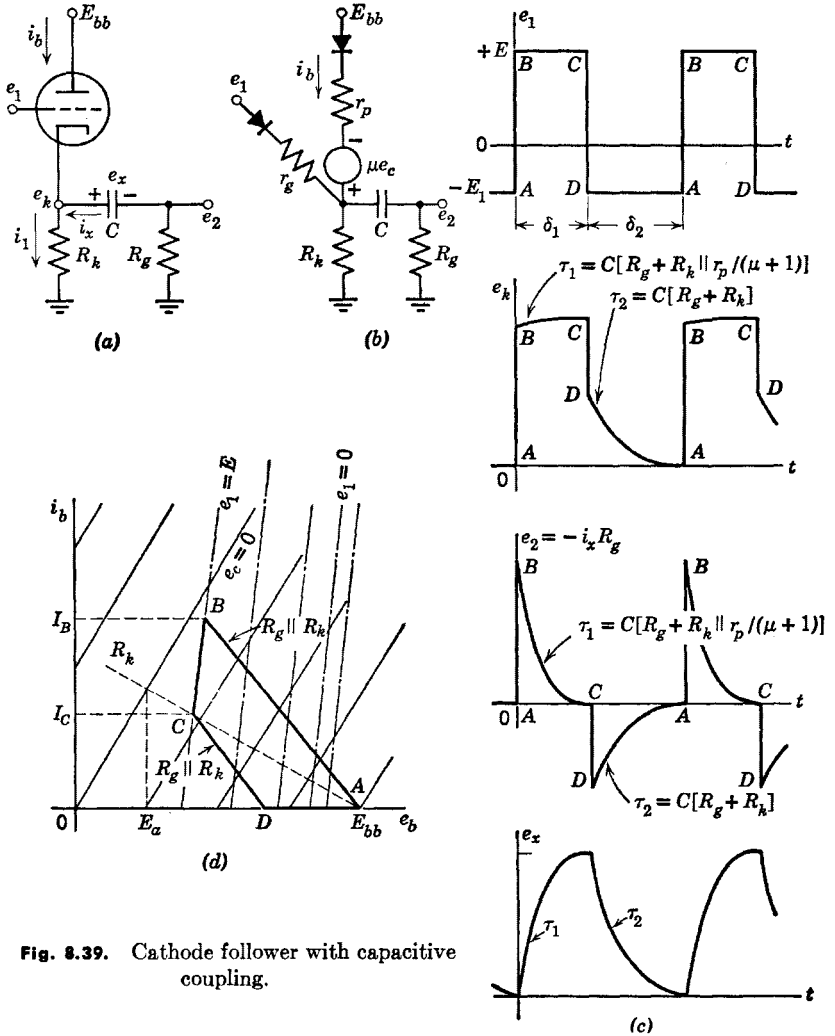 E_bb
i_b
e_1
e_k
e_x
+
−
i_x
C
e_2
i_1
R_k
R_g
(a)
E_bb
e_1
i_b
r_p
−
μe_c
+
r_g
C
e_2
R_k
R_g
(b)
e_1
+E
B C B C
0 t
−E_1
A D A D
δ_1 δ_2
τ_1 = C[R_g + R_k ∥ r_p/(μ + 1)]
e_k
τ_2 = C[R_g + R_k]
B C B C
D D
A A
0 t
e_2 = −i_x R_g
B B
τ_1 = C[R_g + R_k ∥ r_p/(μ + 1)]
C C
0 A A t
D D
τ_2 = C[R_g + R_k]
e_x
τ_1 τ_2
0 t
(c)
i_b
e_1 = E
e_c = 0
e_1 = 0
I_B
B
R_g ∥ R_k
R_k
I_C
C
R_g ∥ R_k
A
0 E_a D E_bb e_b
(d)
Fig. 8.39. Cathode follower with capacitive
coupling.